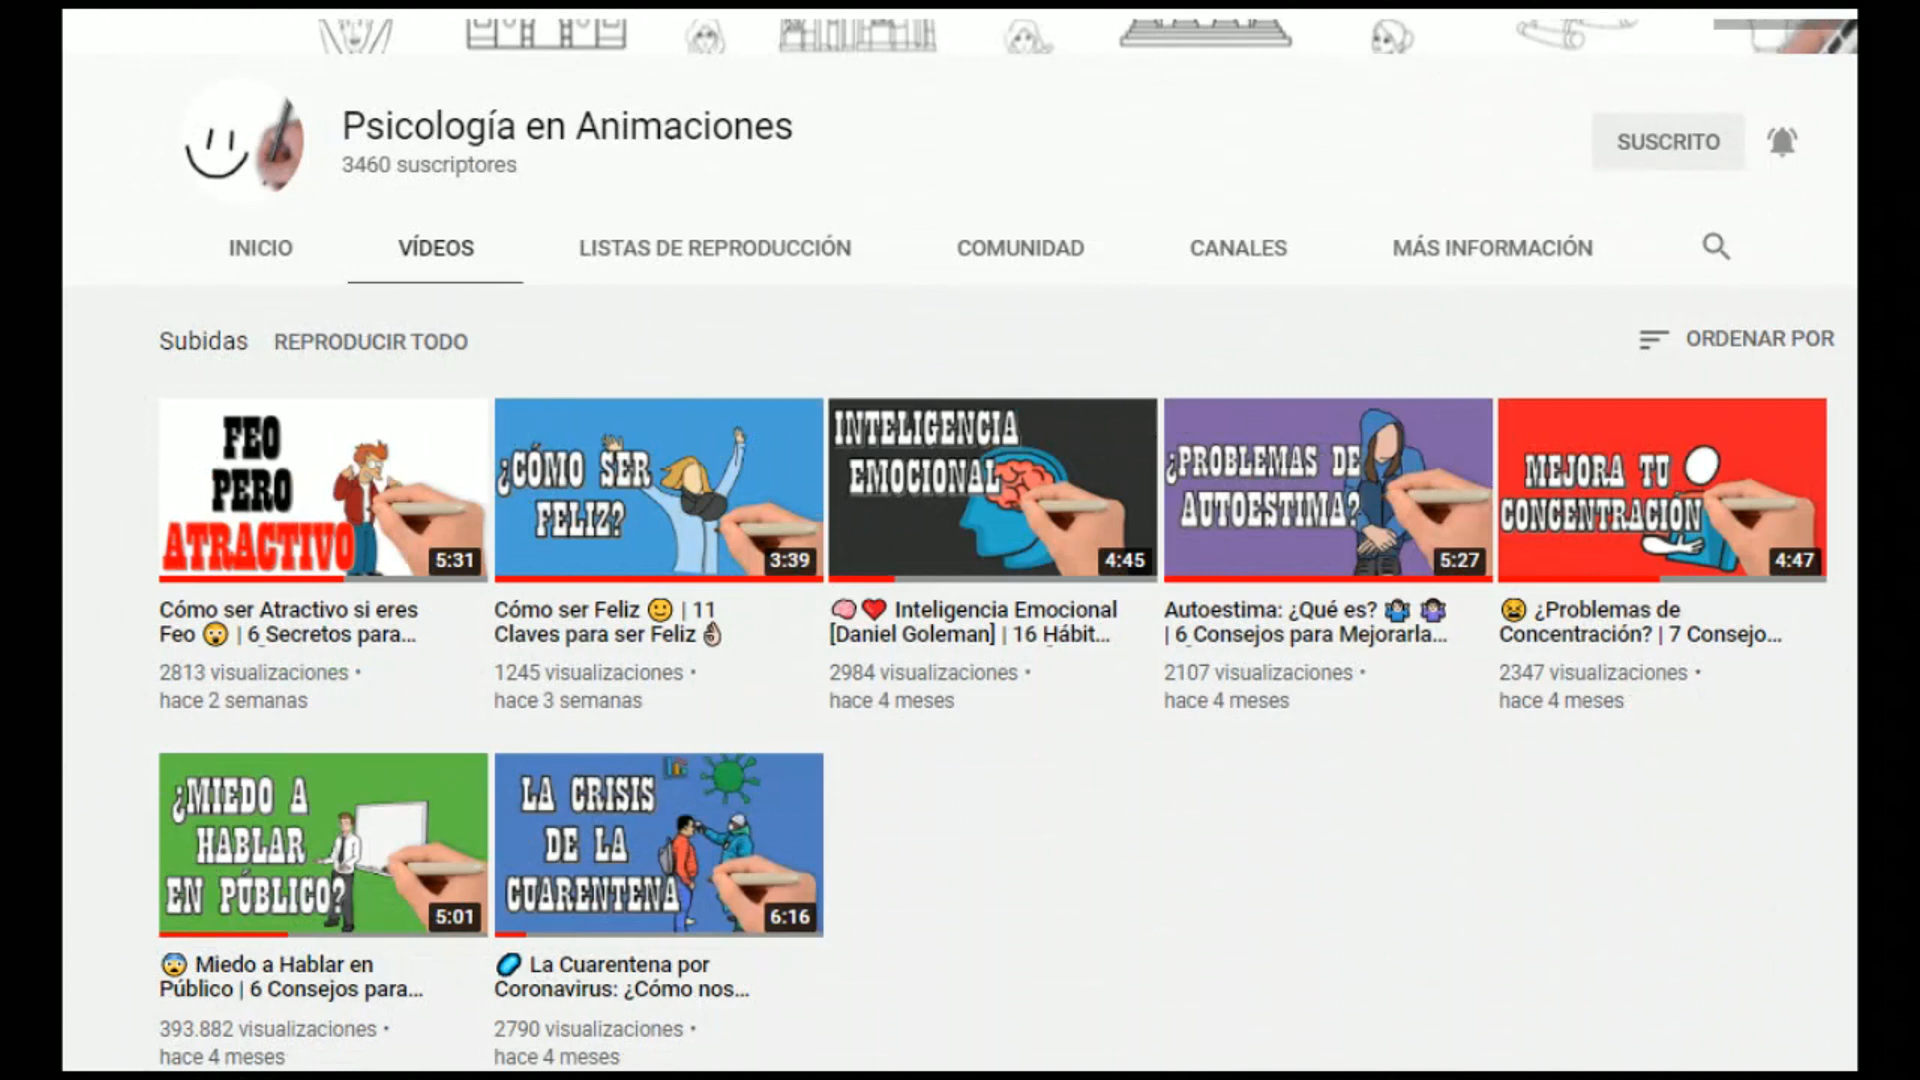 Psicología en Animaciones
3460 suscriptores
SUSCRITO
INICIO
VÍDEOS
LISTAS DE REPRODUCCIÓN
COMUNIDAD
CANALES
MÁS INFORMACIÓN
Subidas
REPRODUCIR TODO
ORDENAR POR
FEO
PERO
ATRACTIVO
5:31
Cómo ser Atractivo si eres
Feo 😮 | 6 Secretos para...
2813 visualizaciones •
hace 2 semanas
¿CÓMO SER
FELIZ?
3:39
Cómo ser Feliz 🙂 | 11
Claves para ser Feliz 👌🏻
1245 visualizaciones •
hace 3 semanas
INTELIGENCIA
EMOCIONAL
4:45
🧠❤️ Inteligencia Emocional
[Daniel Goleman] | 16 Hábit...
2984 visualizaciones •
hace 4 meses
¿PROBLEMAS DE
AUTOESTIMA?
5:27
Autoestima: ¿Qué es? 🤷🏻‍♂️ 🤷🏽‍♀️
| 6 Consejos para Mejorarla...
2107 visualizaciones •
hace 4 meses
MEJORA TU
CONCENTRACIÓN
4:47
😫 ¿Problemas de
Concentración? | 7 Consejo...
2347 visualizaciones •
hace 4 meses
¿MIEDO A
HABLAR
EN PÚBLICO?
5:01
😨 Miedo a Hablar en
Público | 6 Consejos para...
393.882 visualizaciones •
hace 4 meses
LA CRISIS
DE LA
CUARENTENA
6:16
La Cuarentena por
Coronavirus: ¿Cómo nos...
2790 visualizaciones •
hace 4 meses